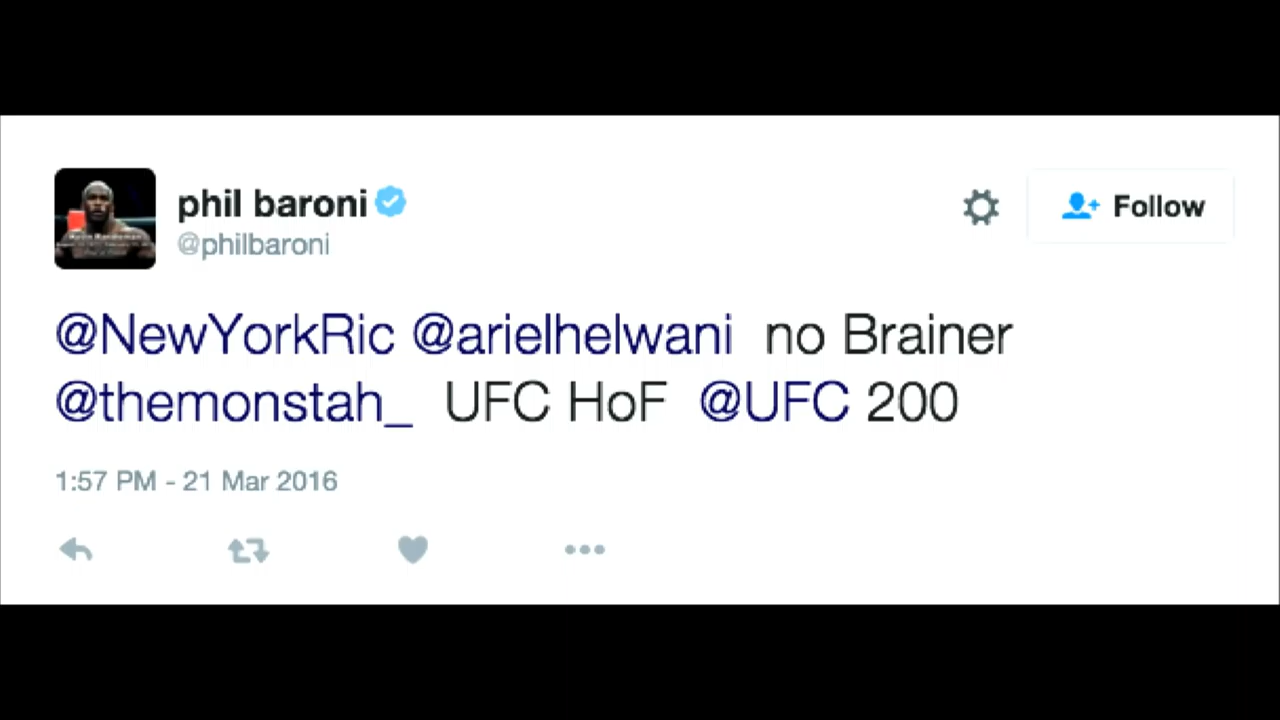 phil baroni
@philbaroni
Follow
@NewYorkRic @arielhelwani no Brainer
@themonstah_ UFC HoF @UFC 200
1:57 PM - 21 Mar 2016